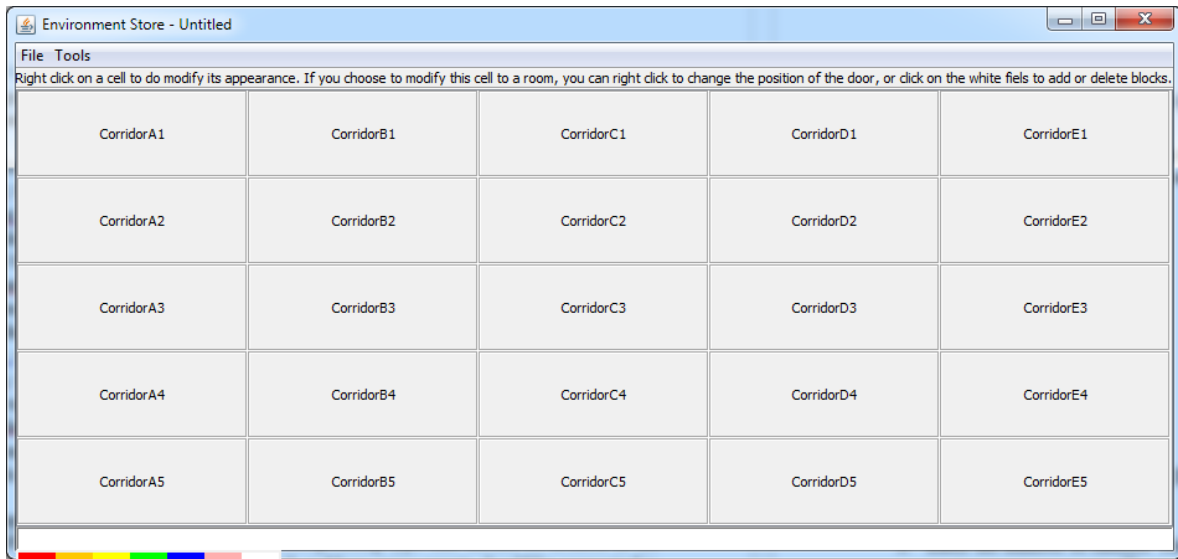 Environment Store - Untitled
File Tools
Right click on a cell to do modify its appearance. If you choose to modify this cell to a room, you can right click to change the position of the door, or click on the white fiels to add or delete blocks.
CorridorA1 CorridorB1 CorridorC1 CorridorD1 CorridorE1
CorridorA2 CorridorB2 CorridorC2 CorridorD2 CorridorE2
CorridorA3 CorridorB3 CorridorC3 CorridorD3 CorridorE3
CorridorA4 CorridorB4 CorridorC4 CorridorD4 CorridorE4
CorridorA5 CorridorB5 CorridorC5 CorridorD5 CorridorE5